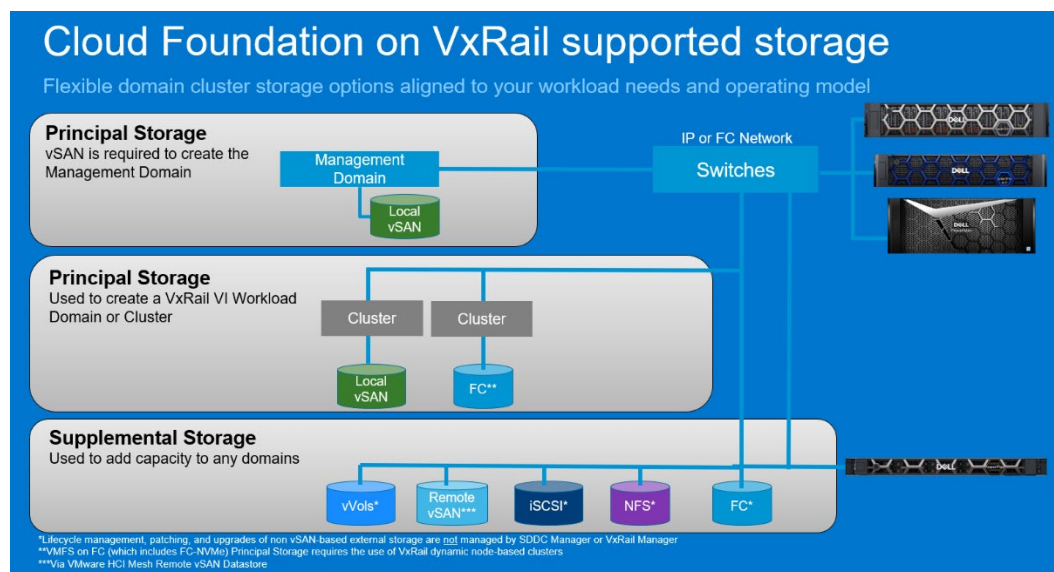 Cloud Foundation on VxRail supported storage
Flexible domain cluster storage options aligned to your workload needs and operating model
Principal Storage
vSAN is required to create the
Management Domain
Management
Domain
Local
vSAN
IP or FC Network
Switches
DELL
DELL
DELL
Principal Storage
Used to create a VxRail VI Workload
Domain or Cluster
Cluster
Cluster
Local
vSAN
FC**
Supplemental Storage
Used to add capacity to any domains
vVols*
Remote
vSAN***
iSCSI*
NFS*
FC*
DELL
*Lifecycle management, patching, and upgrades of non vSAN-based external storage are not managed by SDDC Manager or VxRail Manager
**VMFS on FC (which includes FC-NVMe) Principal Storage requires the use of VxRail dynamic node-based clusters
***Via VMware HCI Mesh Remote vSAN Datastore